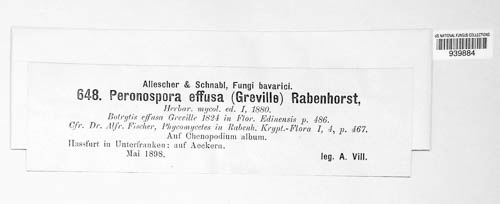 US NATIONAL FUNGUS COLLECTIONS
939884
Allescher & Schnabl, Fungi bavarici.
648. Peronospora effusa (Greville) Rabenhorst,
Herbar. mycol. ed. I, 1880.
Botrytis effusa Greville 1824 in Flor. Edinensis p. 486.
Cfr. Dr. Alfr. Fischer, Phycomycetes in Rabenh. Krypt.-Flora I, 4, p. 467.
Auf Chenopodium album.
Hassfurt in Unterfranken: auf Aeckern.
Mai 1898.
leg. A. Vill.